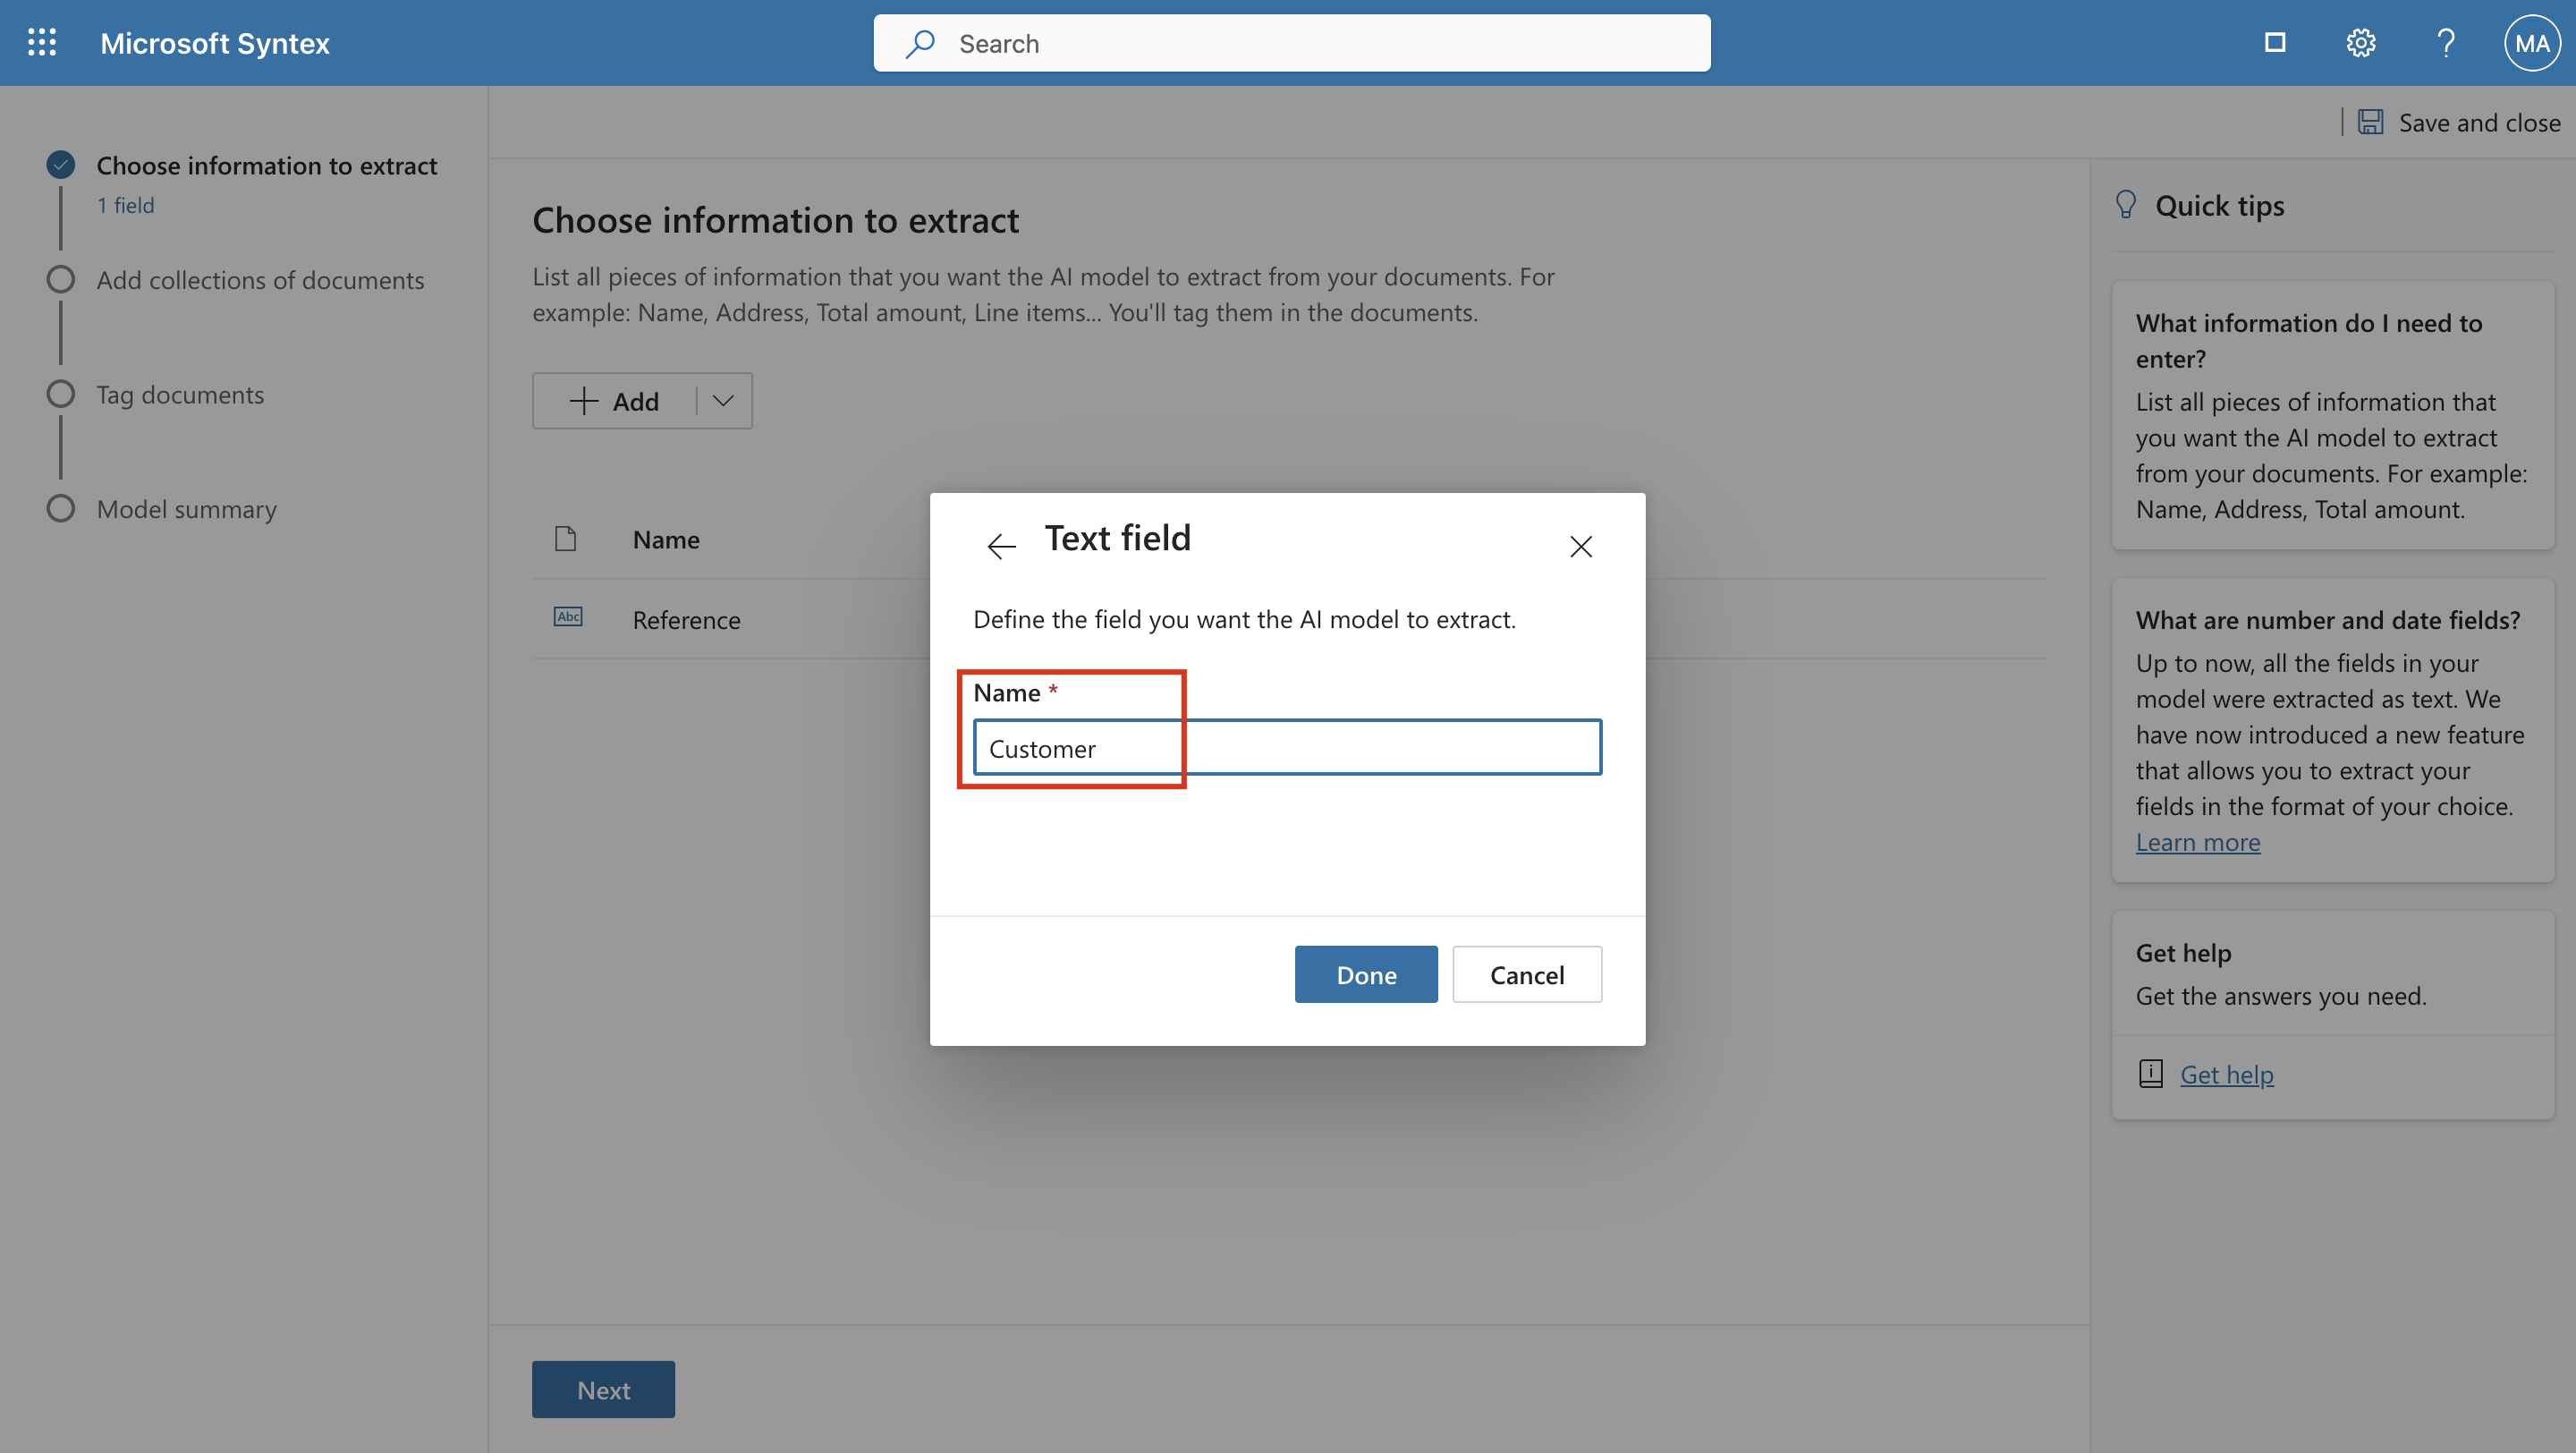 Microsoft Syntex
Search
MA
Save and close
Choose information to extract
1 field
Add collections of documents
Tag documents
Model summary
Choose information to extract
List all pieces of information that you want the AI model to extract from your documents. For
example: Name, Address, Total amount, Line items... You'll tag them in the documents.
Add
Name
Abc
Reference
Text field
Define the field you want the AI model to extract.
Name *
Customer
Done
Cancel
Next
Quick tips
What information do I need to
enter?
List all pieces of information that
you want the AI model to extract
from your documents. For example:
Name, Address, Total amount.
What are number and date fields?
Up to now, all the fields in your
model were extracted as text. We
have now introduced a new feature
that allows you to extract your
fields in the format of your choice.
Learn more
Get help
Get the answers you need.
Get help